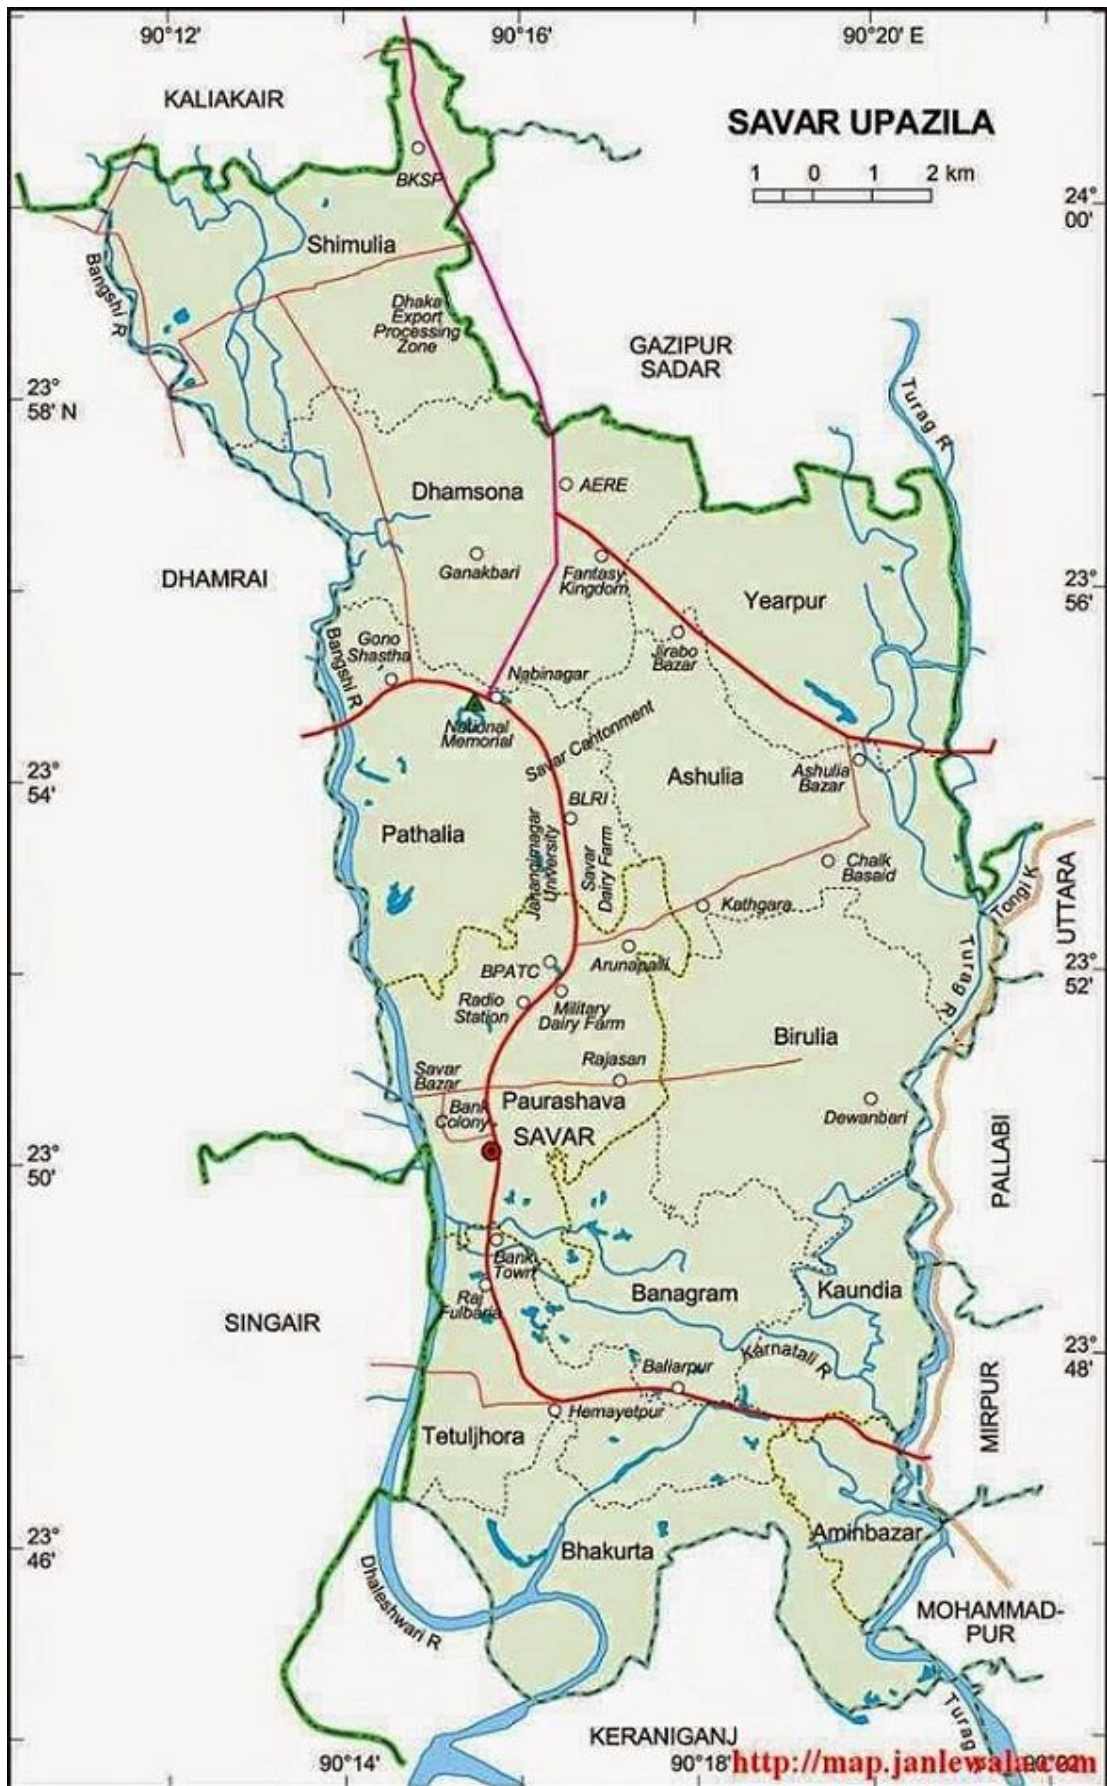 90°12'
90°16'
90°20' E
KALIAKAIR
SAVAR UPAZILA
1 0 1 2 km
BKSP
24°
00'
Shimulia
Bangshi R
Dhaka
Export
Processing
Zone
GAZIPUR
SADAR
23°
58' N
Turag R
Dhamsona
AERE
DHAMRAI
Ganakbari
Fantasy
Kingdom
Yearpur
23°
56'
Gono
Shastha
Bangshi R
Jirabo
Bazar
Nabinagar
National
Memorial
Savar Cantonment
23°
54'
Ashulia
Ashulia
Bazar
BLRI
Pathalia
Jahangirnagar
University
Savar
Dairy Farm
Chalk
Basaid
Tongi K
UTTARA
Kathgara
BPATC
Arunapalli
Turag R
23°
52'
Radio
Station
Military
Dairy Farm
Birulia
Rajasan
Savar
Bazar
Bank
Colony
Paurashava
SAVAR
Dewanbari
PALLABI
23°
50'
Bank
Town
Banagram
Kaundia
Raj
Fulbaria
SINGAIR
Karnatali R
23°
48'
Baliarpur
Hemayetpur
MIRPUR
Tetuljhora
23°
46'
Aminbazar
Bhakurta
Dhaleshwari R
MOHAMMAD-
PUR
KERANIGANJ
Turag
90°14'
90°18'
http://map.janlewala.com